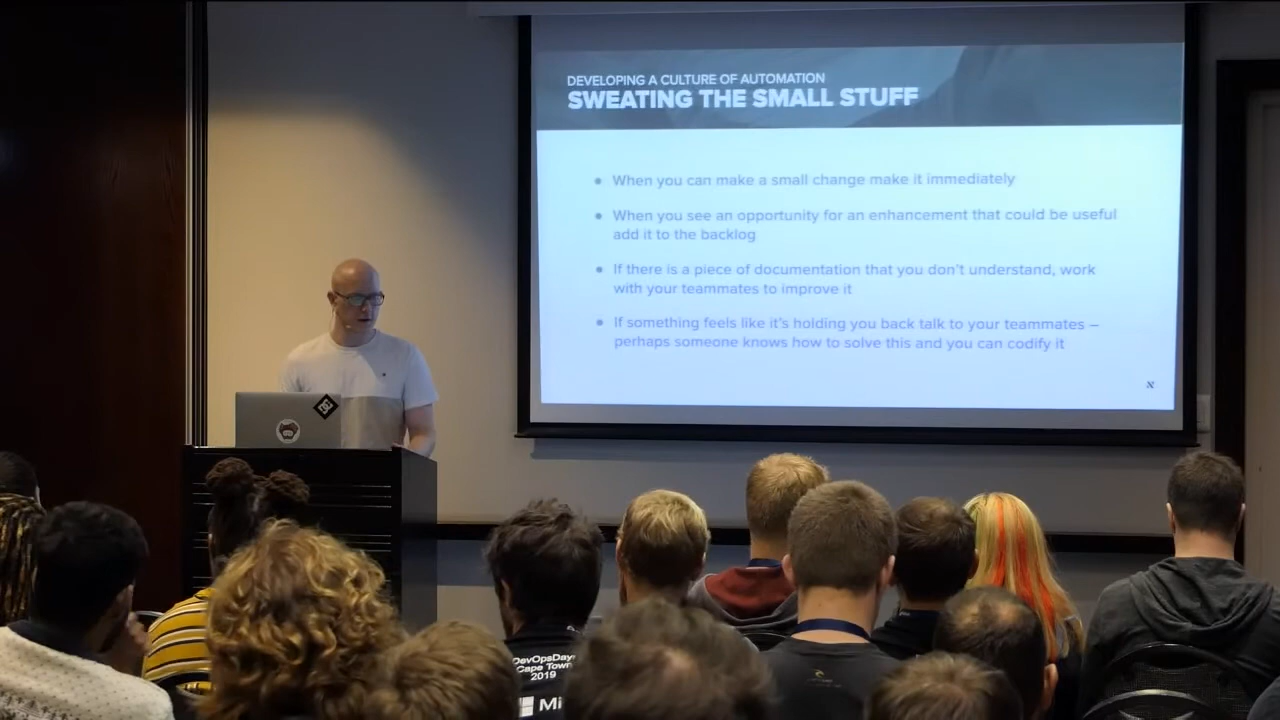 DEVELOPING A CULTURE OF AUTOMATION
SWEATING THE SMALL STUFF
• When you can make a small change make it immediately
• When you see an opportunity for an enhancement that could be useful
add it to the backlog
• If there is a piece of documentation that you don't understand, work
with your teammates to improve it
• If something feels like it's holding you back talk to your teammates –
perhaps someone knows how to solve this and you can codify it
N
DevOpsDay
Cape Town
2019
Mi